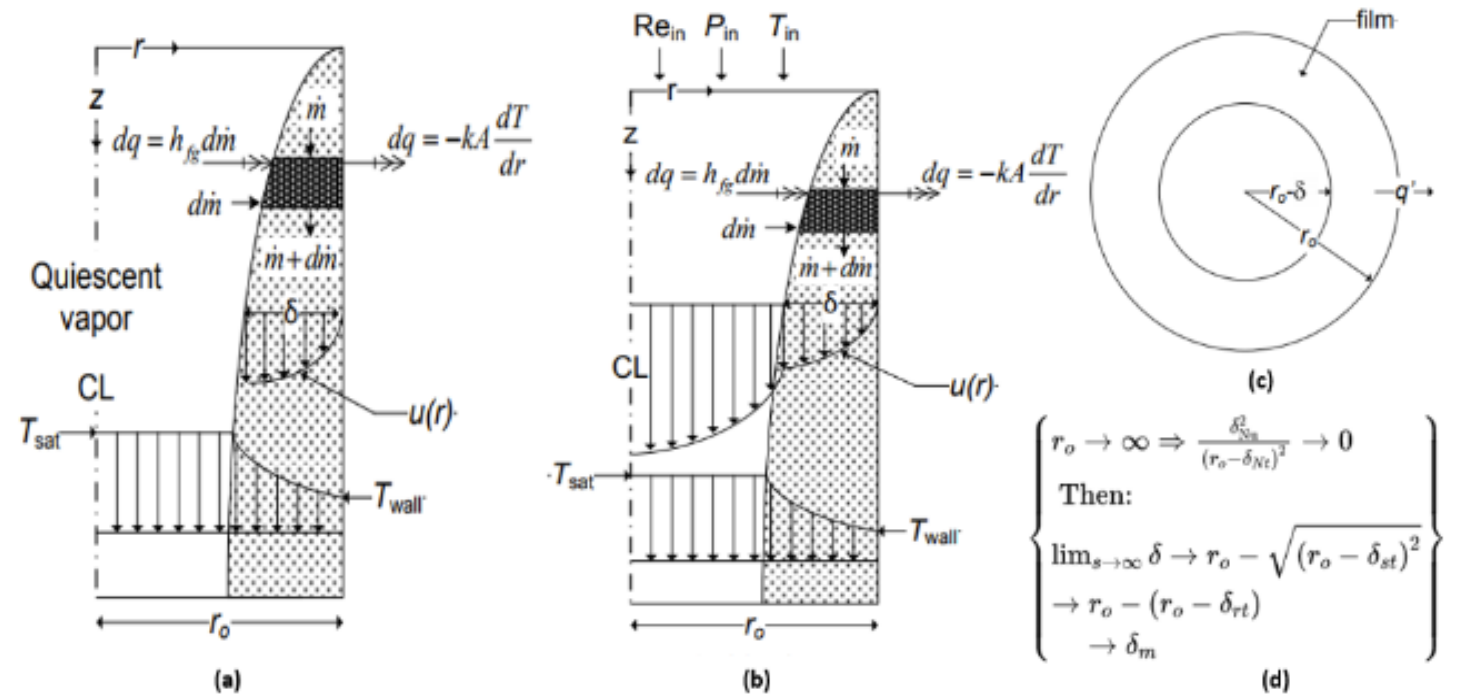 r
z
ṁ
dq = h_fg dṁ
dq = -kA dT/dr
dṁ
ṁ + dṁ
Quiescent
vapor
δ
CL
u(r)
T_sat
T_wall
r_o
(a)
Re_in P_in T_in
r
z
ṁ
dq = h_fg dṁ
dq = -kA dT/dr
dṁ
ṁ + dṁ
δ
CL
u(r)
T_sat
T_wall
r_o
(b)
film
r_o-δ
q'
r_o
(c)
r_o → ∞ ⇒ δ²_Nu/(r_o − δ_Nt)² → 0
Then:
lim_{s→∞} δ → r_o − √(r_o − δ_st)²
→ r_o − (r_o − δ_rt)
→ δ_m
(d)